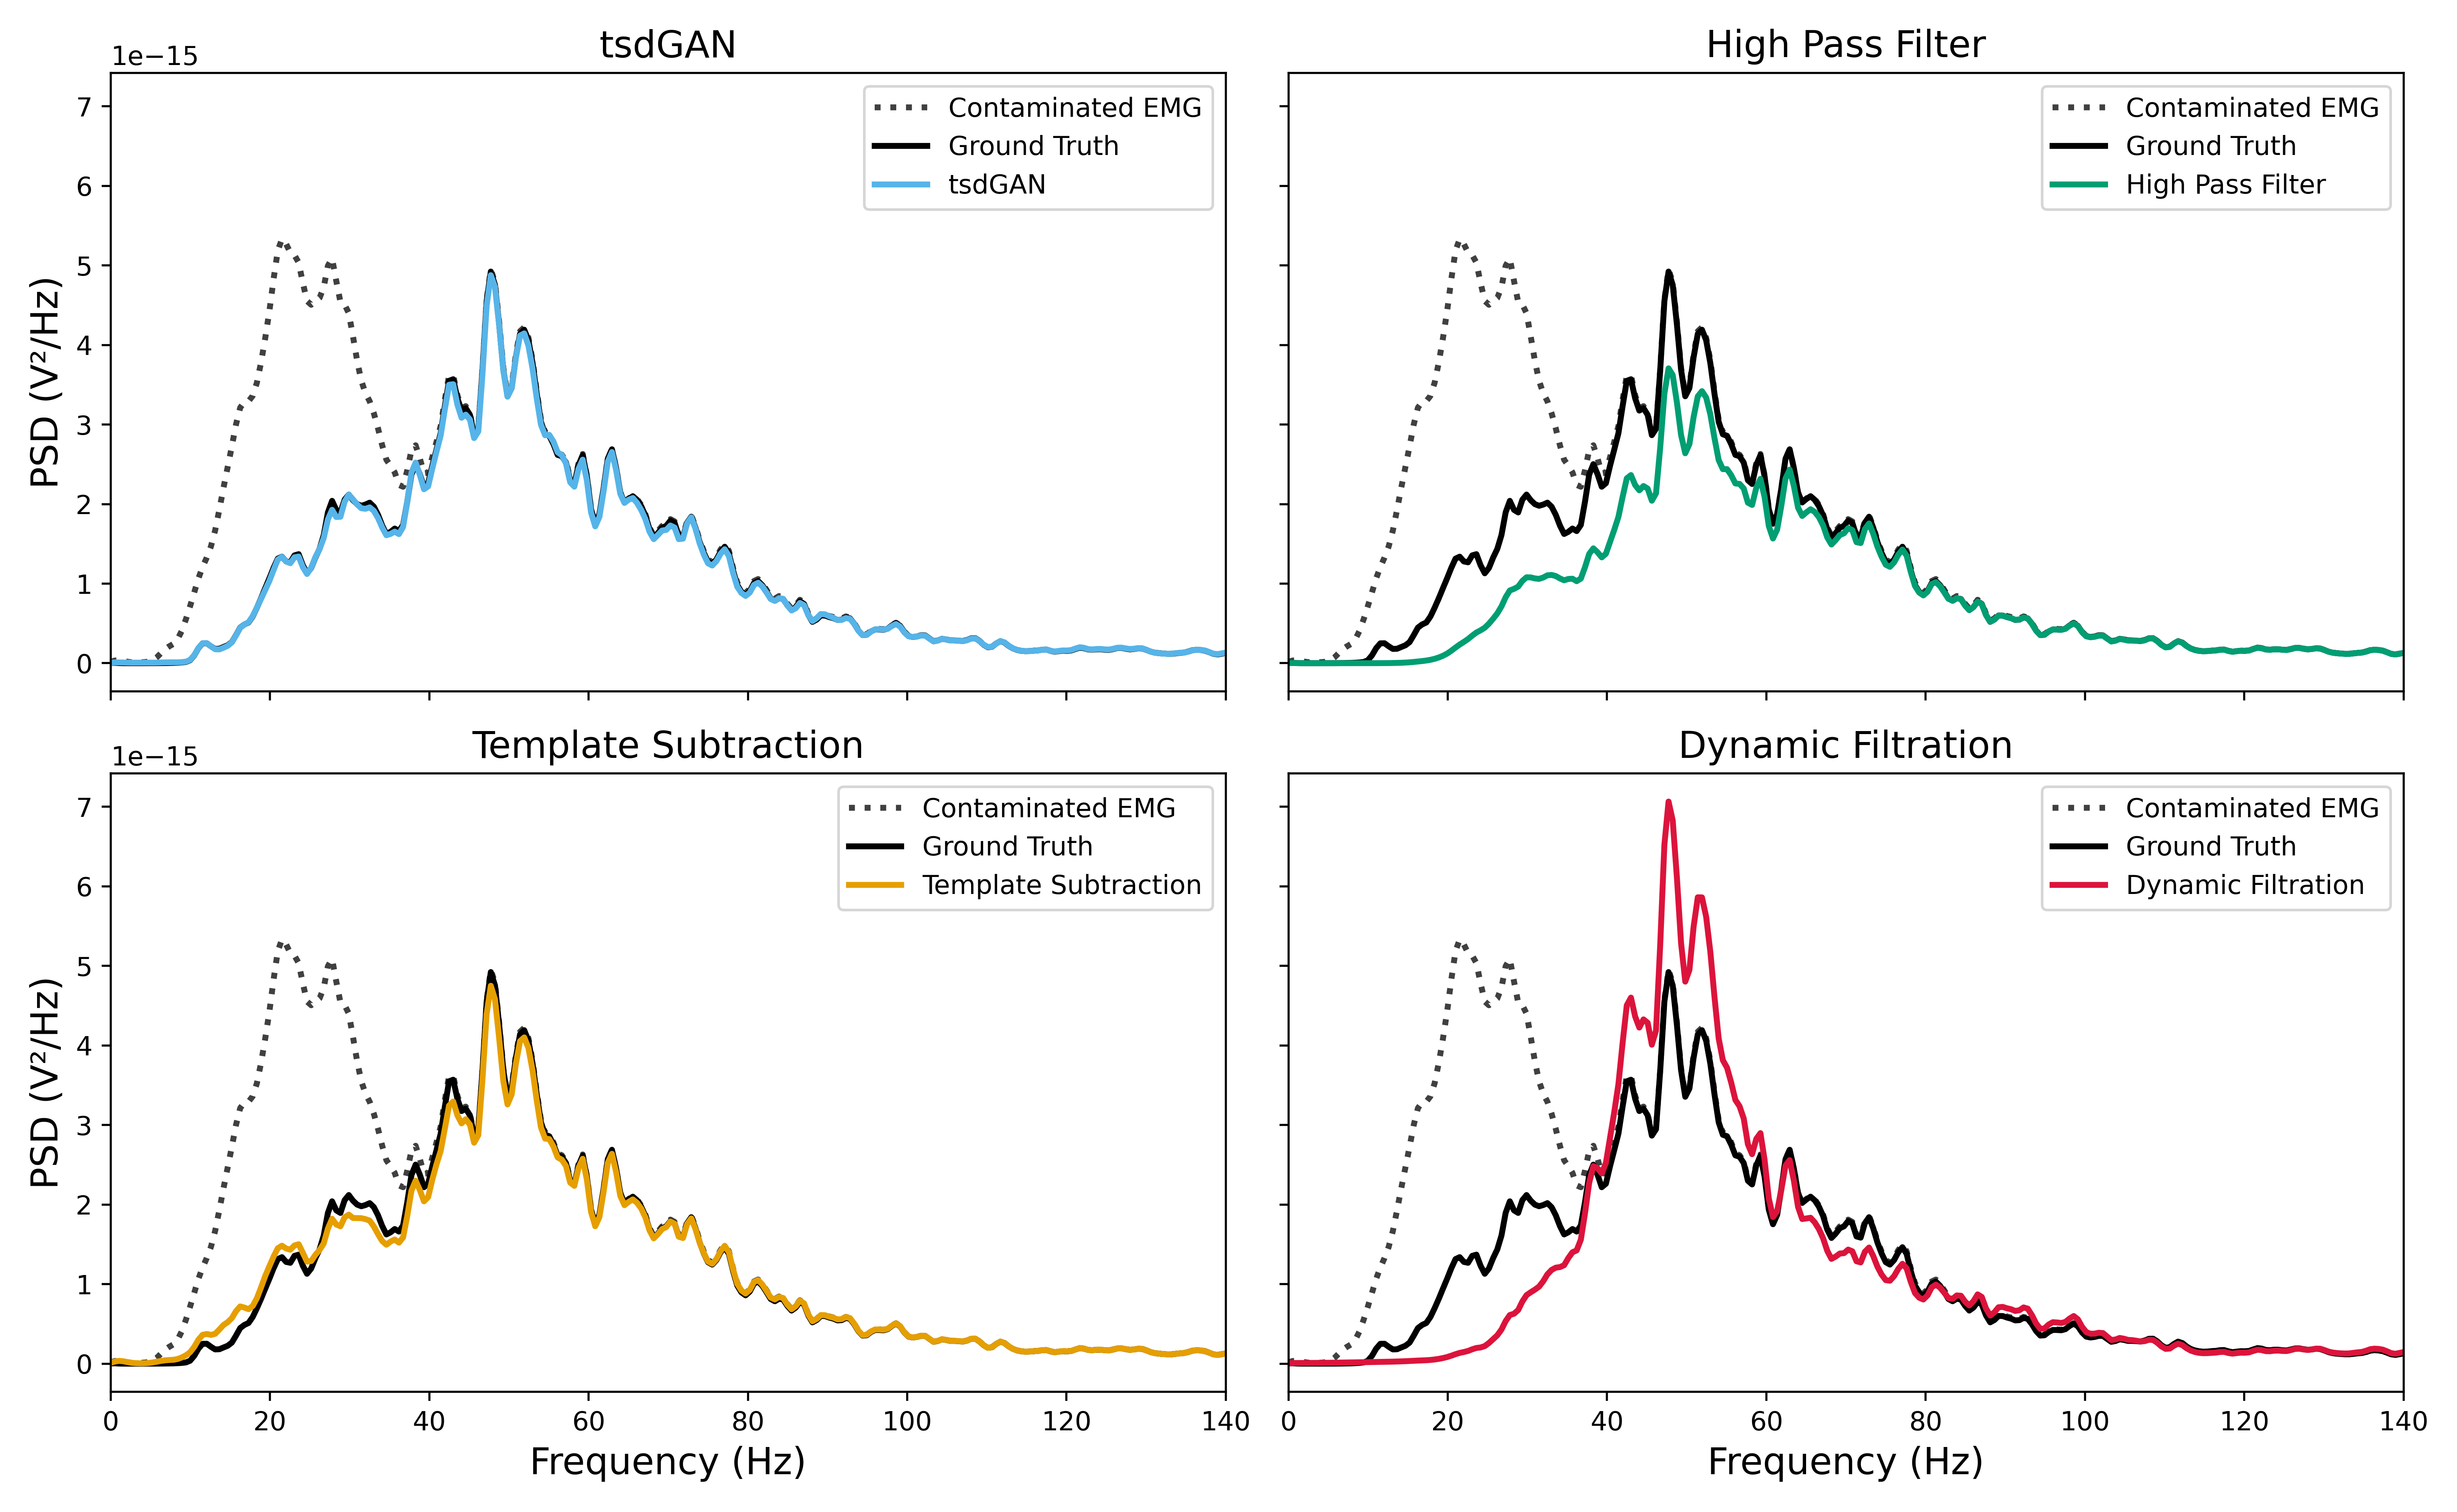 tsdGAN
1e−15
7
6
5
4
3
2
1
0
PSD (V²/Hz)
Contaminated EMG
Ground Truth
tsdGAN
High Pass Filter
Contaminated EMG
Ground Truth
High Pass Filter
Template Subtraction
1e−15
7
6
5
4
3
2
1
0
PSD (V²/Hz)
Contaminated EMG
Ground Truth
Template Subtraction
0 20 40 60 80 100 120 140
Frequency (Hz)
Dynamic Filtration
Contaminated EMG
Ground Truth
Dynamic Filtration
0 20 40 60 80 100 120 140
Frequency (Hz)